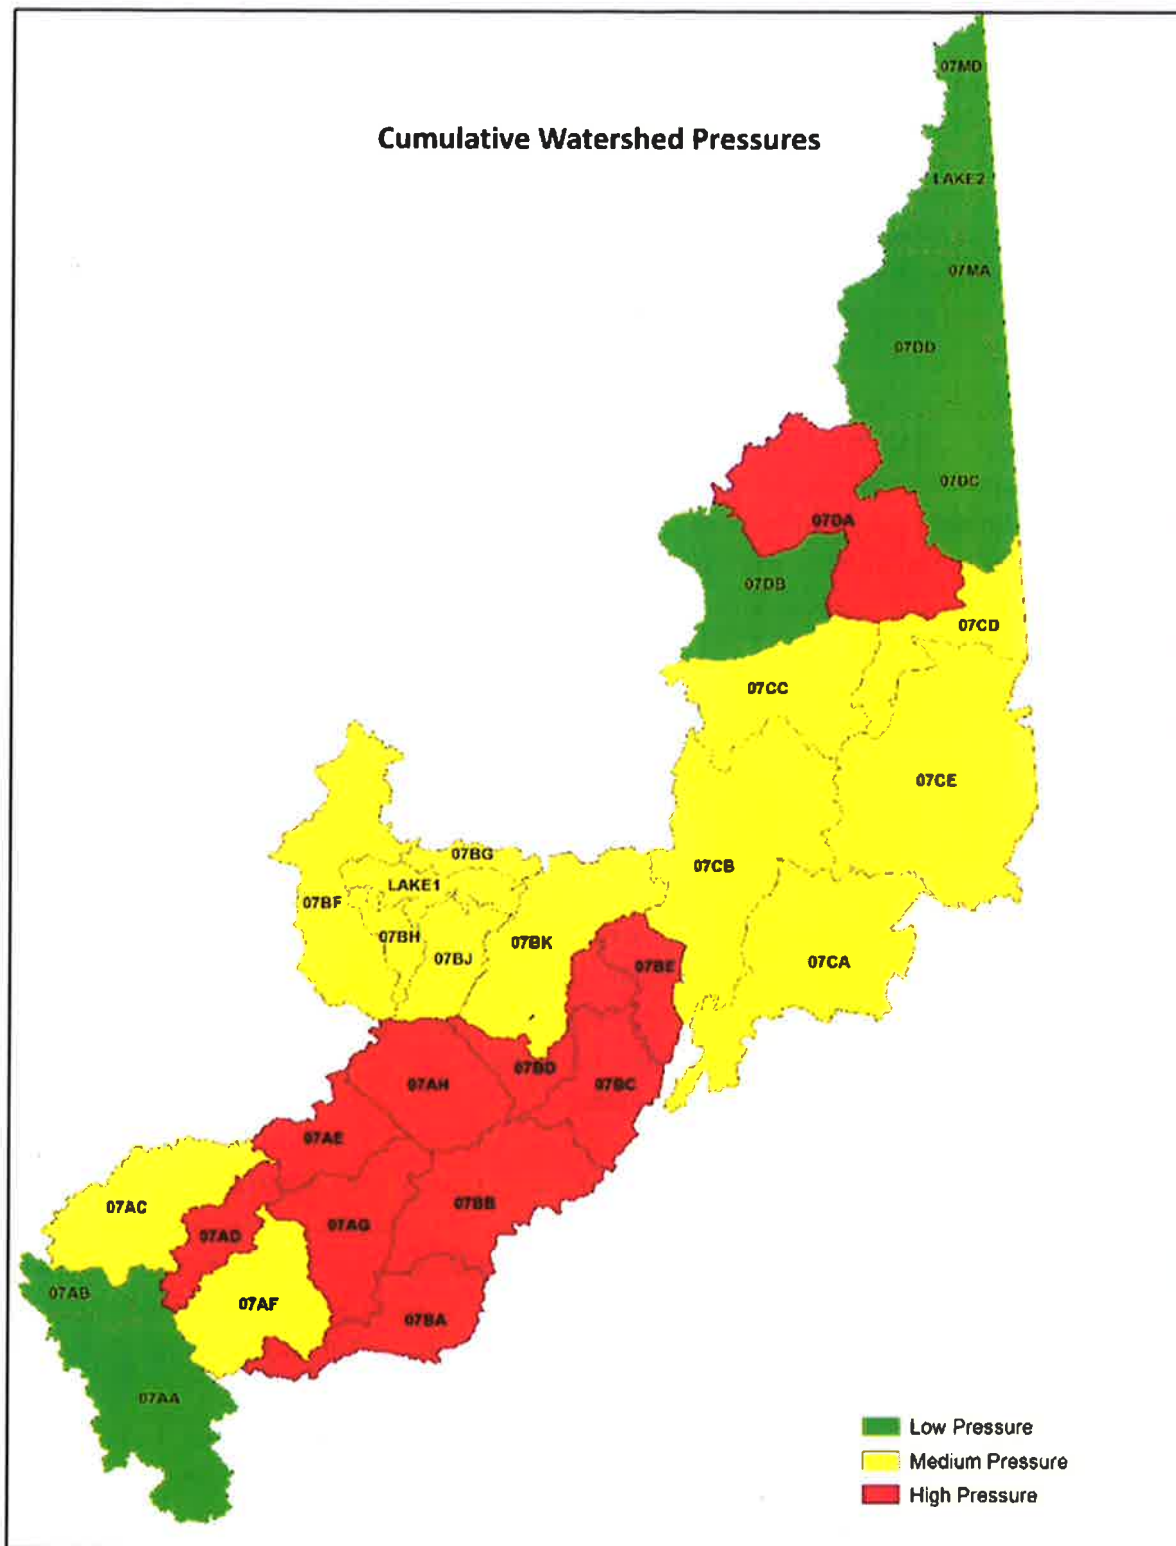 07MD
Cumulative Watershed Pressures
LAKE2
07MA
07DD
07DC
07DA
07DB
07CD
07CC
07CE
07BG
07CB
LAKE1
07BF
07BH
07BK
07BJ
07CA
07BE
07BD
07AH
07BC
07AE
07AC
07BB
07AG
07AD
07AB
07AF
07BA
07AA
Low Pressure
Medium Pressure
High Pressure